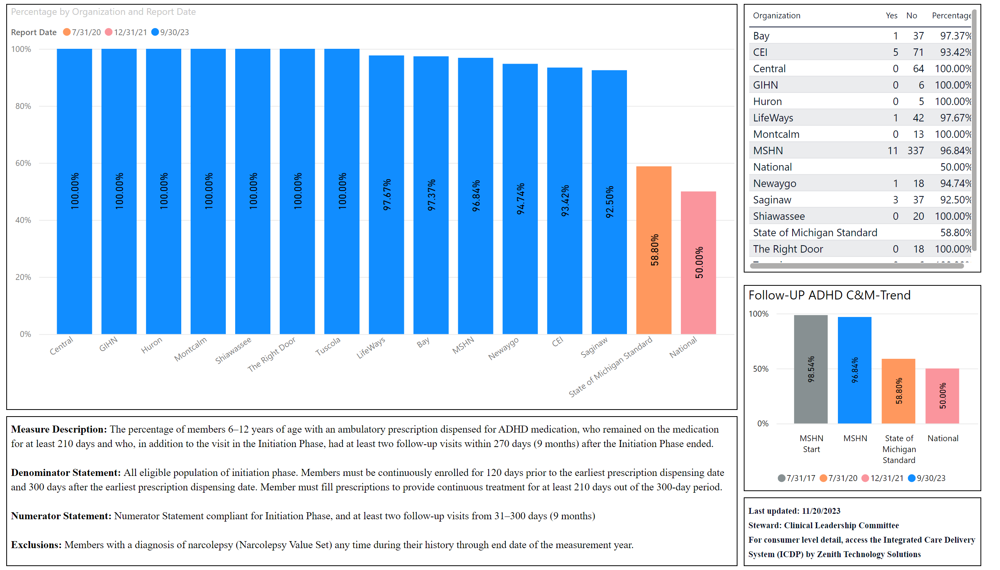 Percentage by Organization and Report Date
Report Date 7/31/20 12/31/21 9/30/23
100%
80%
60%
40%
20%
0%
100.00% 100.00% 100.00% 100.00% 100.00% 100.00% 100.00% 97.67% 97.37% 96.84% 94.74% 93.42% 92.50% 58.80% 50.00%
Central GIHN Huron Montcalm Shiawassee The Right Door Tuscola LifeWays Bay MSHN Newaygo CEI Saginaw State of Michigan Standard National
Measure Description: The percentage of members 6–12 years of age with an ambulatory prescription dispensed for ADHD medication, who remained on the medication
for at least 210 days and who, in addition to the visit in the Initiation Phase, had at least two follow-up visits within 270 days (9 months) after the Initiation Phase ended.
Denominator Statement: All eligible population of initiation phase. Members must be continuously enrolled for 120 days prior to the earliest prescription dispensing date
and 300 days after the earliest prescription dispensing date. Member must fill prescriptions to provide continuous treatment for at least 210 days out of the 300-day period.
Numerator Statement: Numerator Statement compliant for Initiation Phase, and at least two follow-up visits from 31–300 days (9 months)
Exclusions: Members with a diagnosis of narcolepsy (Narcolepsy Value Set) any time during their history through end date of the measurement year.
Organization Yes No Percentage
Bay 1 37 97.37%
CEI 5 71 93.42%
Central 0 64 100.00%
GIHN 0 6 100.00%
Huron 0 5 100.00%
LifeWays 1 42 97.67%
Montcalm 0 13 100.00%
MSHN 11 337 96.84%
National 50.00%
Newaygo 1 18 94.74%
Saginaw 3 37 92.50%
Shiawassee 0 20 100.00%
State of Michigan Standard 58.80%
The Right Door 0 18 100.00%
Follow-UP ADHD C&M-Trend
100%
50%
0%
98.54% 96.84% 58.80% 50.00%
MSHN MSHN State of National
Start Michigan
Standard
7/31/17 7/31/20 12/31/21 9/30/23
Last updated: 11/20/2023
Steward: Clinical Leadership Committee
For consumer level detail, access the Integrated Care Delivery
System (ICDP) by Zenith Technology Solutions